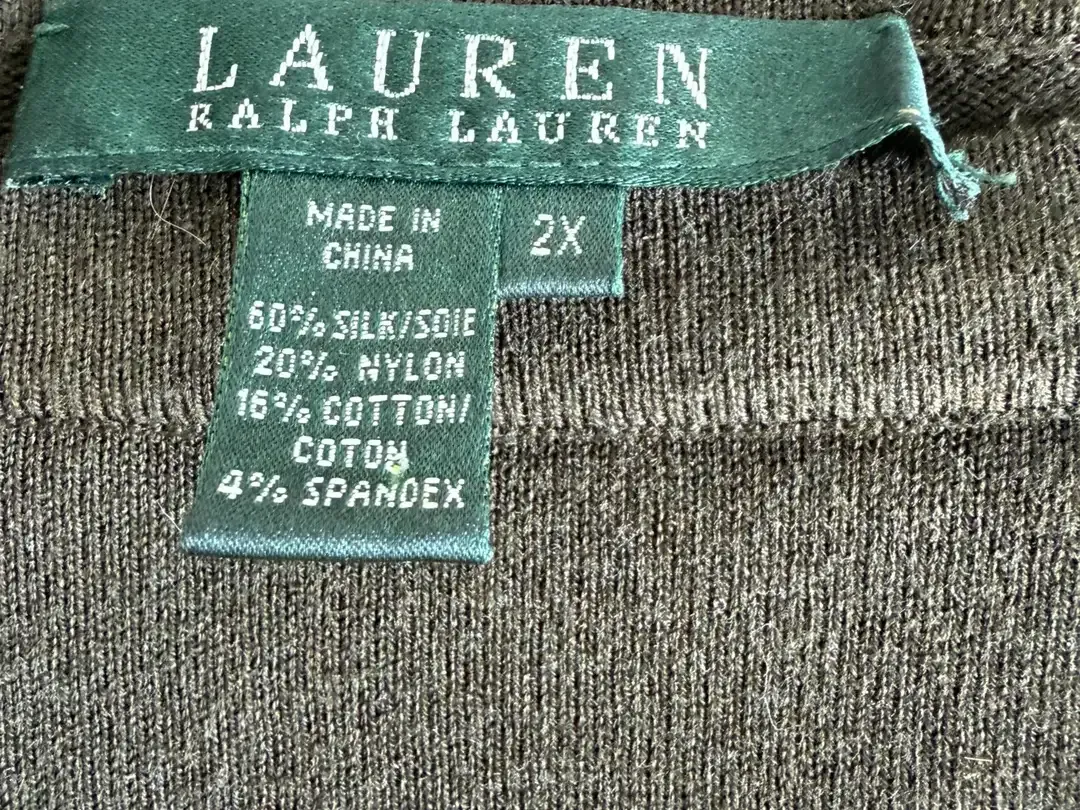 LAUREN
RALPH LAUREN
MADE IN
CHINA
2X
60% SILK/SOIE
20% NYLON
16% COTTON/
COTON
4% SPANDEX